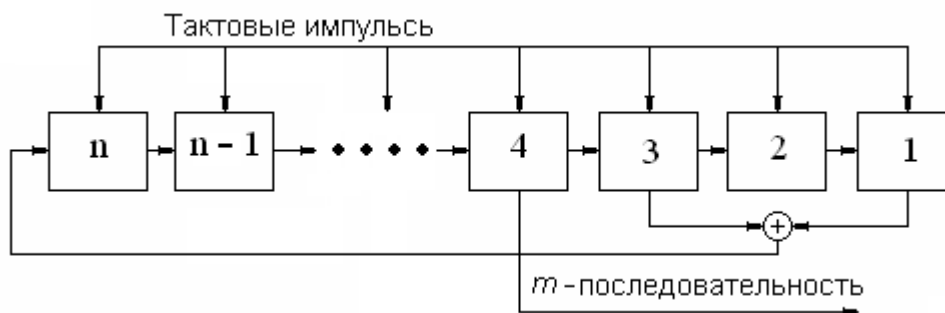 Тактовые импульсь
n
n - 1
4
3
2
1
+
m - последовательность